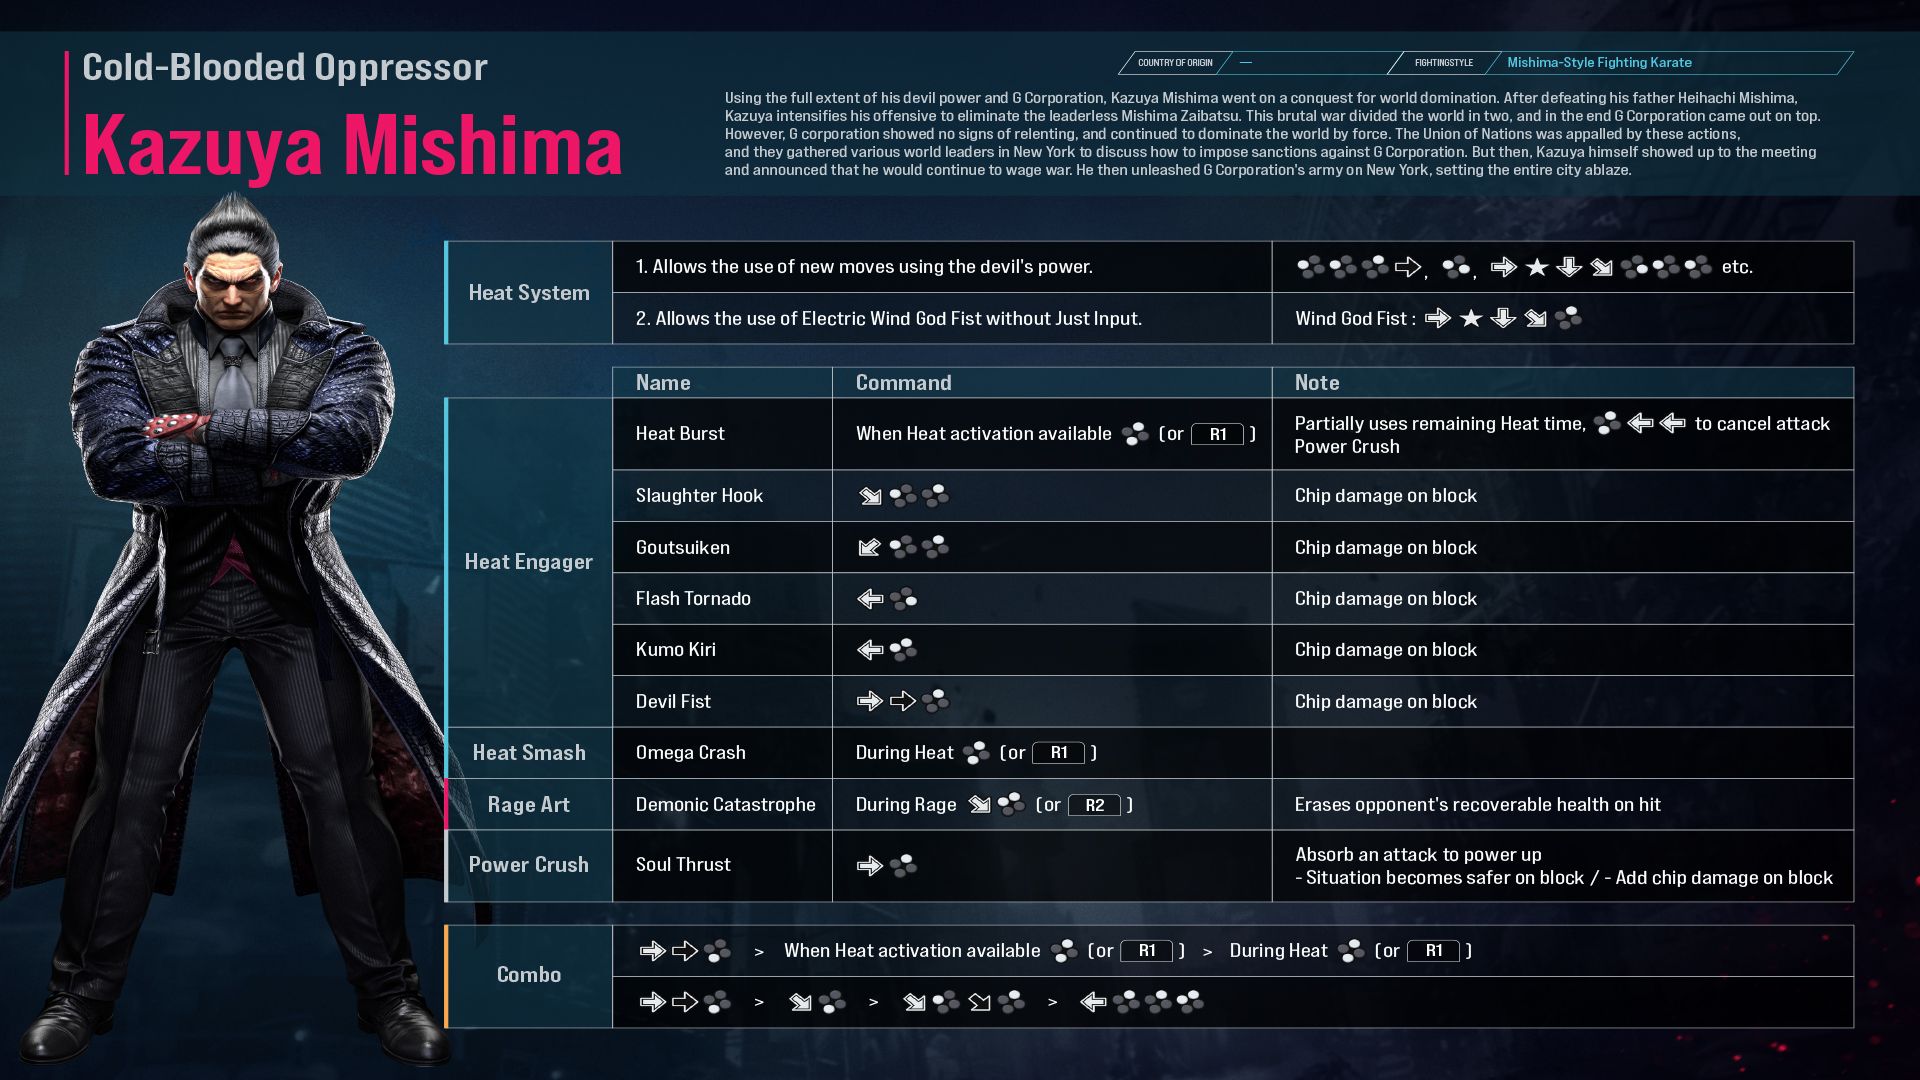 Cold-Blooded Oppressor
Kazuya Mishima
COUNTRY OF ORIGIN —
FIGHTINGSTYLE Mishima-Style Fighting Karate
Using the full extent of his devil power and G Corporation, Kazuya Mishima went on a conquest for world domination. After defeating his father Heihachi Mishima,
Kazuya intensifies his offensive to eliminate the leaderless Mishima Zaibatsu. This brutal war divided the world in two, and in the end G Corporation came out on top.
However, G corporation showed no signs of relenting, and continued to dominate the world by force. The Union of Nations was appalled by these actions,
and they gathered various world leaders in New York to discuss how to impose sanctions against G Corporation. But then, Kazuya himself showed up to the meeting
and announced that he would continue to wage war. He then unleashed G Corporation's army on New York, setting the entire city ablaze.
Heat System
1. Allows the use of new moves using the devil's power.
, , etc.
2. Allows the use of Electric Wind God Fist without Just Input.
Wind God Fist :
Name Command Note
Heat Engager
Heat Burst
When Heat activation available (or R1 )
Partially uses remaining Heat time, to cancel attack
Power Crush
Slaughter Hook
Chip damage on block
Goutsuiken
Chip damage on block
Flash Tornado
Chip damage on block
Kumo Kiri
Chip damage on block
Devil Fist
Chip damage on block
Heat Smash
Omega Crash
During Heat (or R1 )
Rage Art
Demonic Catastrophe
During Rage (or R2 )
Erases opponent's recoverable health on hit
Power Crush
Soul Thrust
Absorb an attack to power up
- Situation becomes safer on block / - Add chip damage on block
Combo
> When Heat activation available (or R1 ) > During Heat (or R1 )
> > >